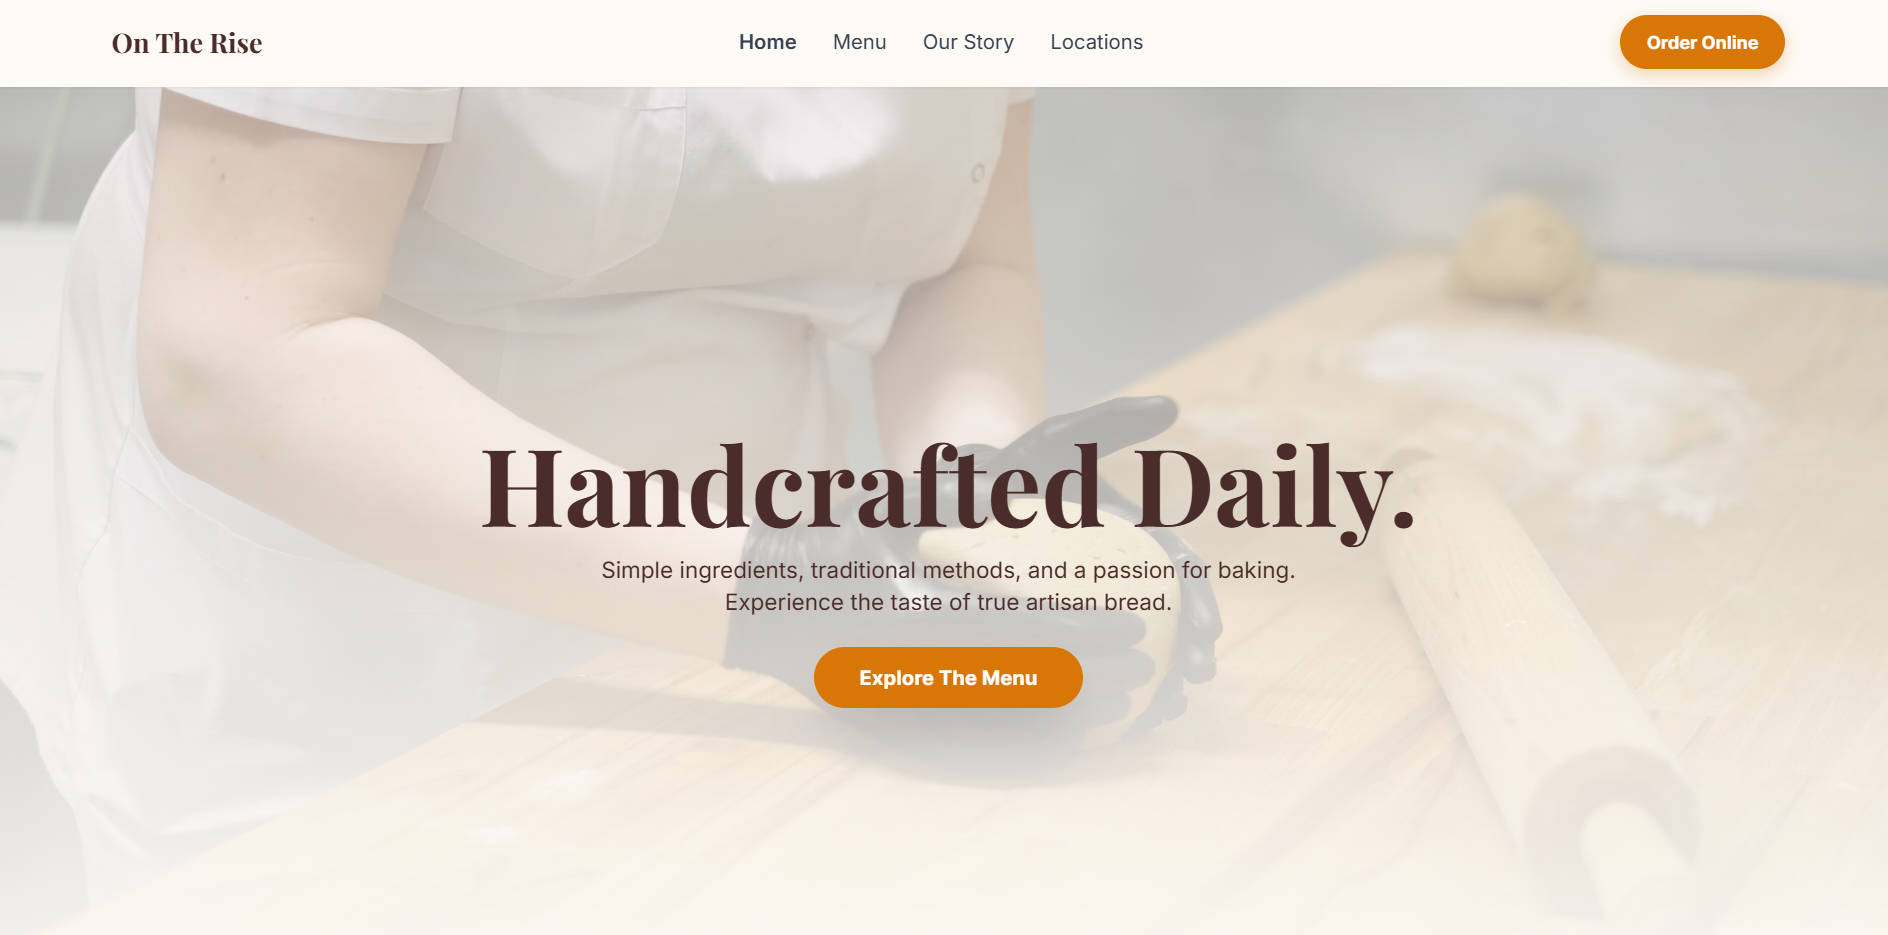 On The Rise
Home Menu Our Story Locations
Order Online
Handcrafted Daily.
Simple ingredients, traditional methods, and a passion for baking.
Experience the taste of true artisan bread.
Explore The Menu